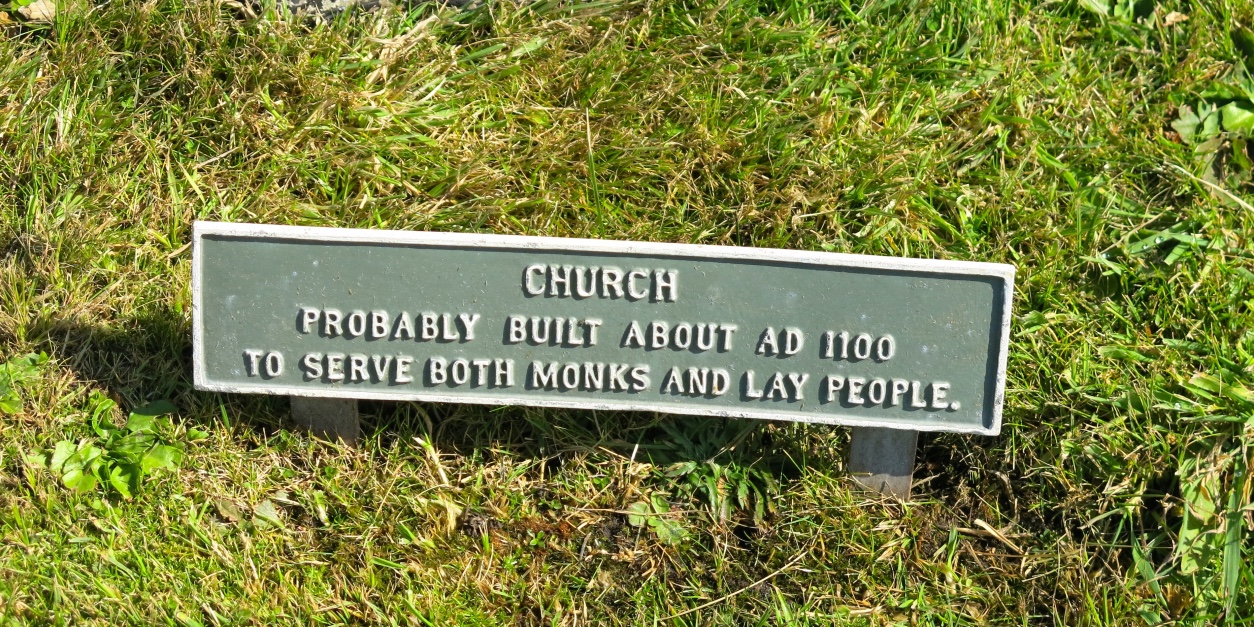 CHURCH
PROBABLY BUILT ABOUT AD 1100
TO SERVE BOTH MONKS AND LAY PEOPLE.